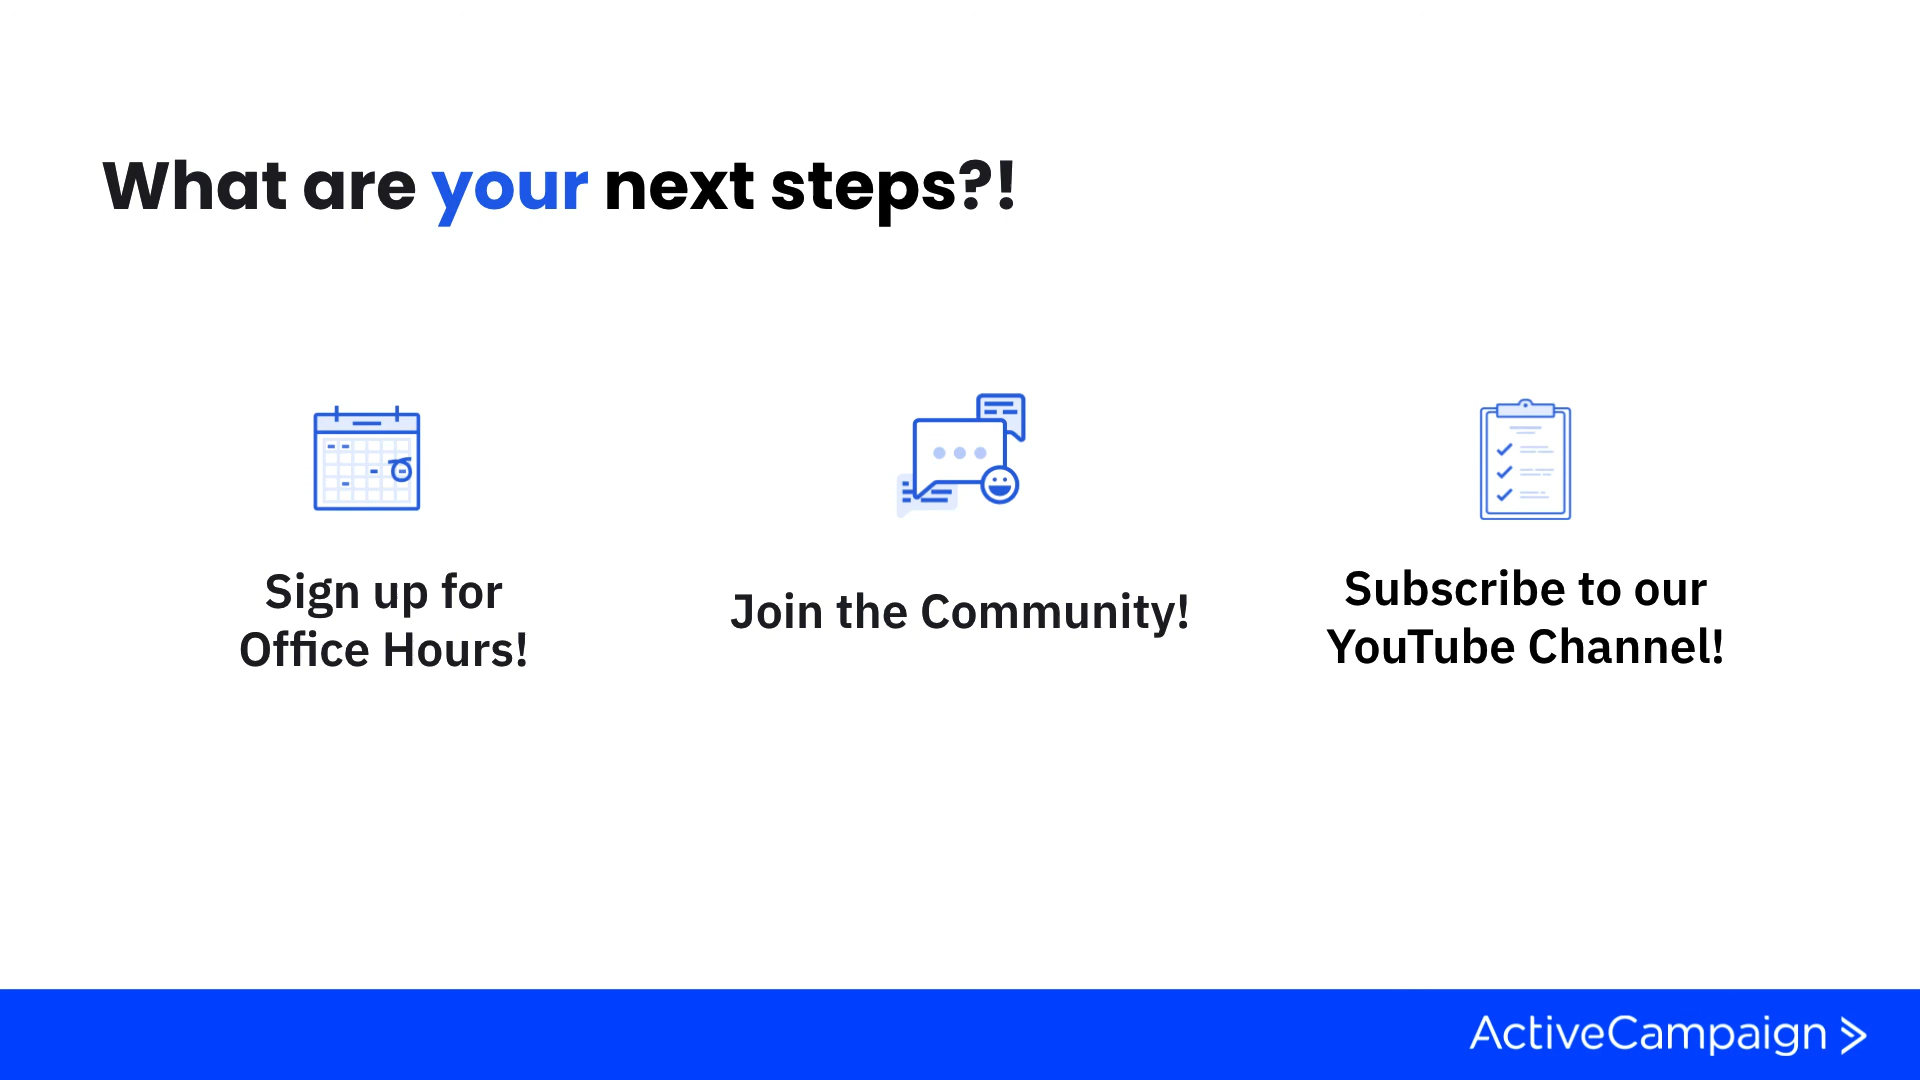 What are your next steps?!
Sign up for
Office Hours!
Join the Community!
Subscribe to our
YouTube Channel!
ActiveCampaign